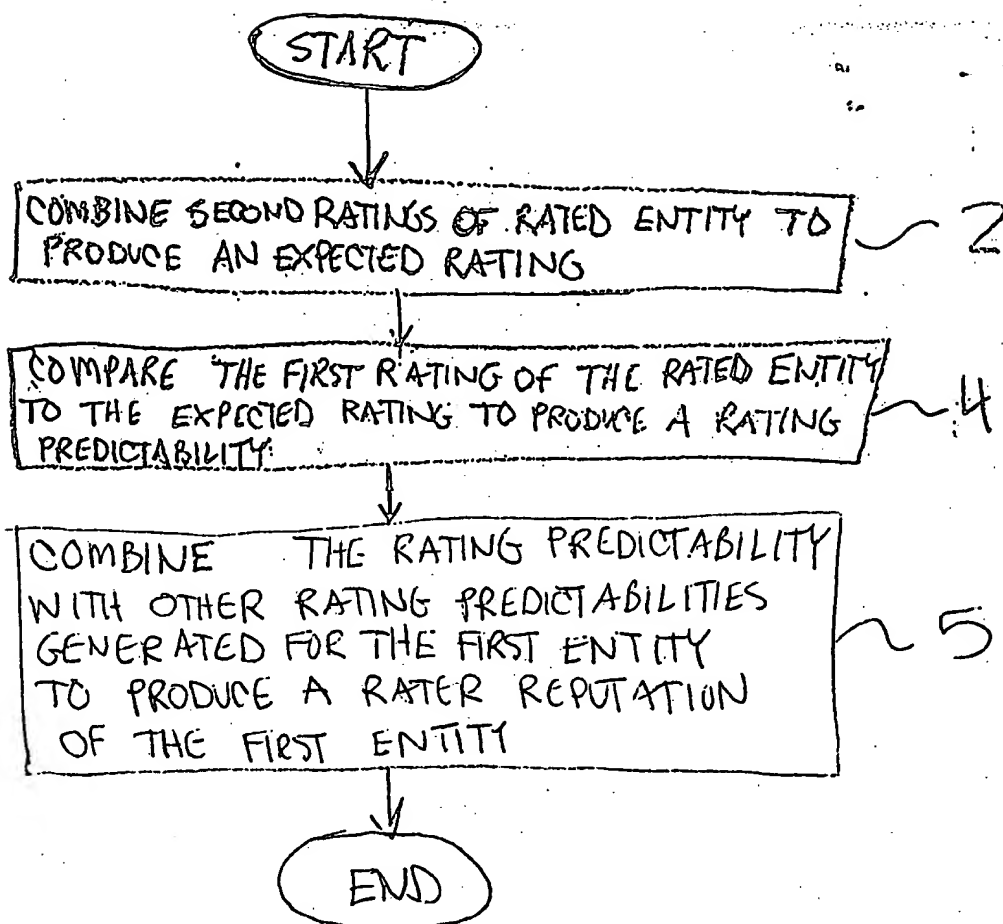 START
COMBINE SECOND RATINGS OF RATED ENTITY TO
PRODUCE AN EXPECTED RATING
2
COMPARE THE FIRST RATING OF THE RATED ENTITY
TO THE EXPECTED RATING TO PRODUCE A RATING
PREDICTABILITY
4
COMBINE THE RATING PREDICTABILITY
WITH OTHER RATING PREDICTABILITIES
GENERATED FOR THE FIRST ENTITY
TO PRODUCE A RATER REPUTATION
OF THE FIRST ENTITY
5
END